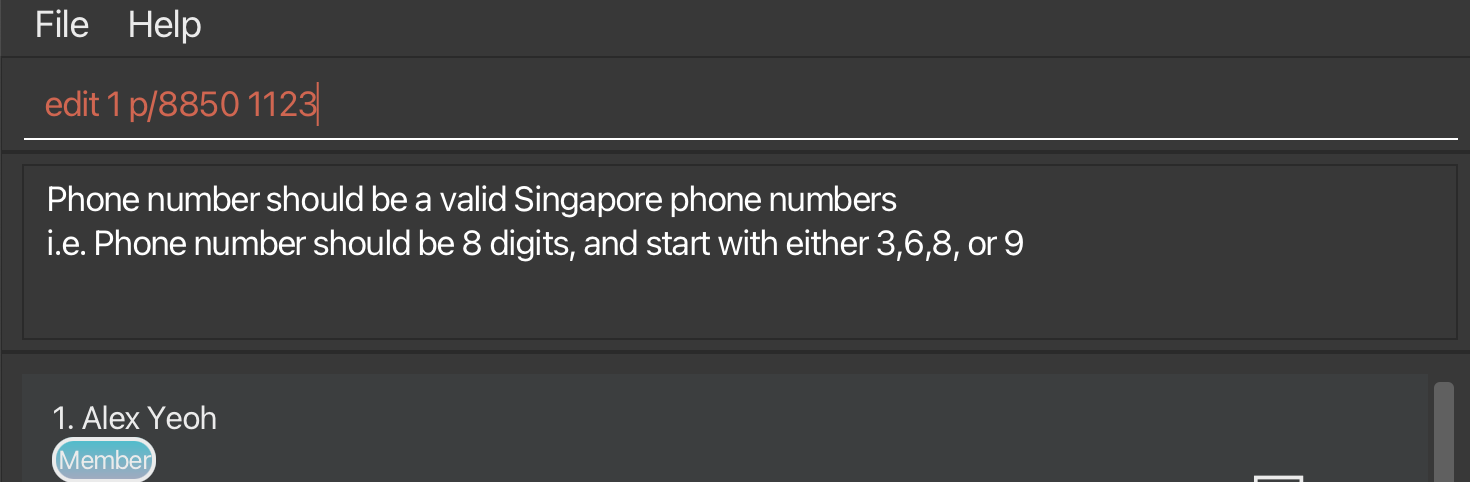 File Help
edit 1 p/8850 1123
Phone number should be a valid Singapore phone numbers
i.e. Phone number should be 8 digits, and start with either 3,6,8, or 9
1. Alex Yeoh
Member